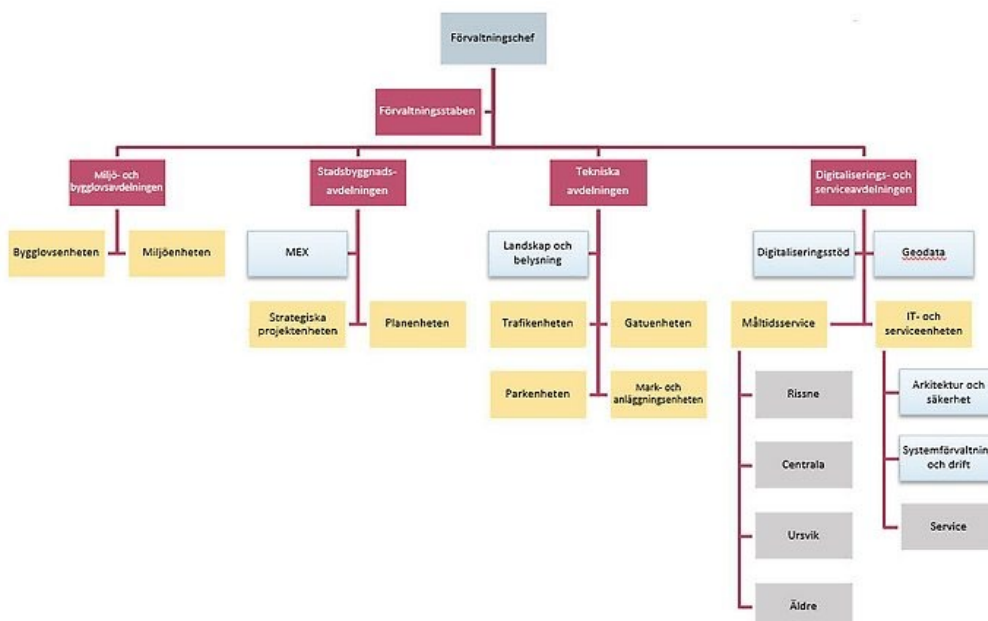 Förvaltningschef
Förvaltningsstaben
Miljö- och
bygglovsavdelningen
Stadsbyggnads-
avdelningen
Tekniska
avdelningen
Digitaliserings- och
serviceavdelningen
Bygglovsenheten
Miljöenheten
MEX
Landskap och
belysning
Digitaliseringsstöd
Geodata
Strategiska
projektenheten
Planenheten
Trafikenheten
Gatuenheten
Måltidsservice
IT- och
serviceenheten
Parkenheten
Mark- och
anläggningsenheten
Rissne
Arkitektur och
säkerhet
Centrala
Systemförvaltnin
och drift
Ursvik
Service
Äldre